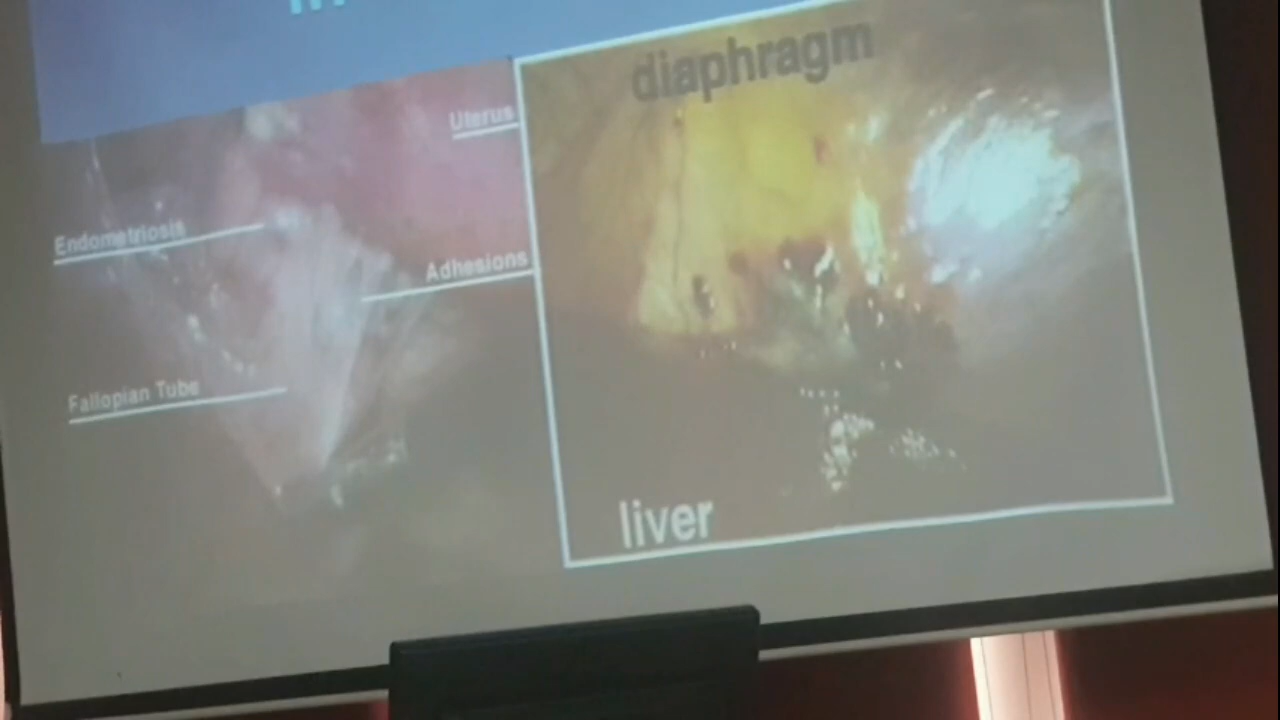 Uterus
Endometriosis
Adhesions
Fallopian Tube
diaphragm
liver